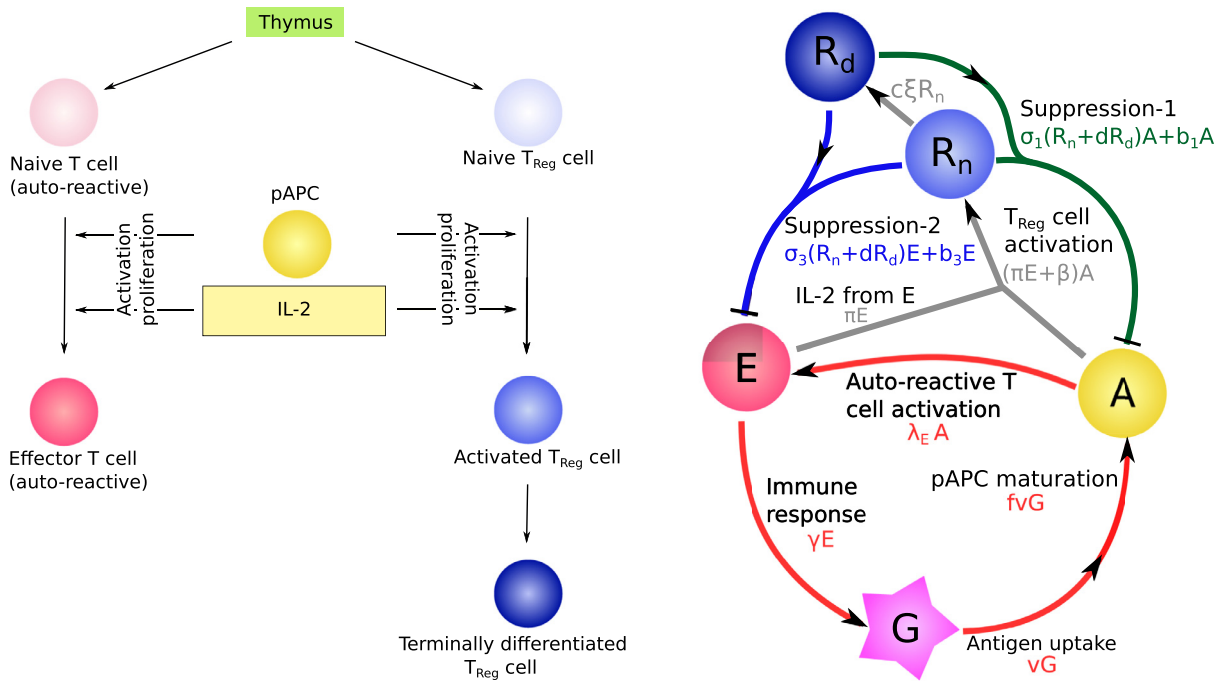 Thymus
Naive T cell
(auto-reactive)
Naive TReg cell
pAPC
Activation
proliferation
Activation
proliferation
IL-2
Effector T cell
(auto-reactive)
Activated TReg cell
Terminally differentiated
TReg cell
Rd
cξRn
Suppression-1
σ1(Rn+dRd)A+b1A
Rn
Suppression-2
σ3(Rn+dRd)E+b3E
TReg cell
activation
(πE+β)A
IL-2 from E
πE
E
A
Auto-reactive T
cell activation
λE A
Immune
response
γE
pAPC maturation
fvG
G
Antigen uptake
vG